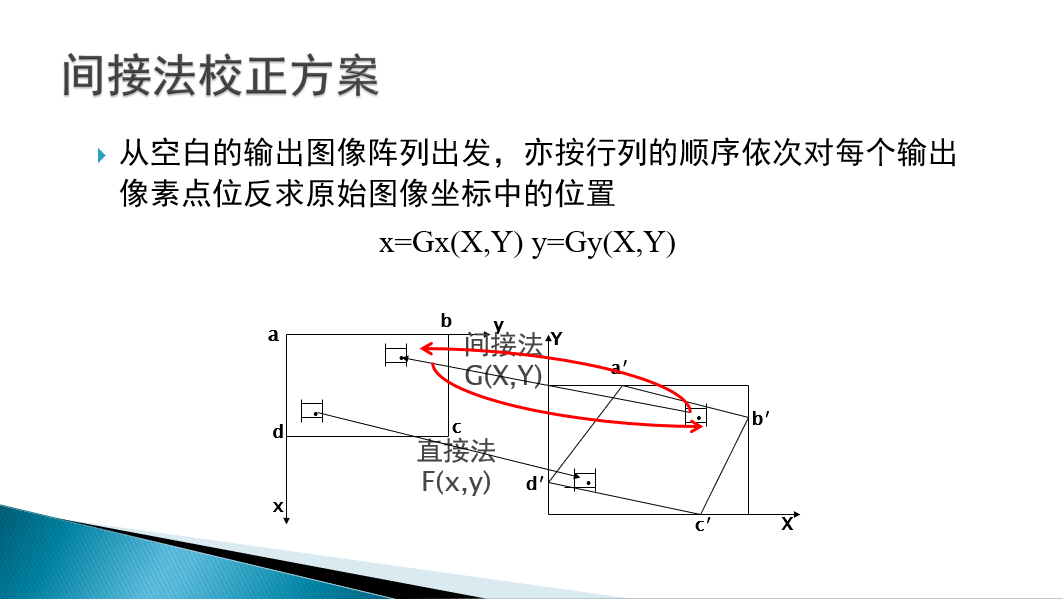 间接法校正方案
从空白的输出图像阵列出发，亦按行列的顺序依次对每个输出
像素点位反求原始图像坐标中的位置
x=Gx(X,Y) y=Gy(X,Y)
a
b
y
间接法
G(X,Y)
Y
a′
b′
d
c
直接法
F(x,y)
d′
x
c′
X